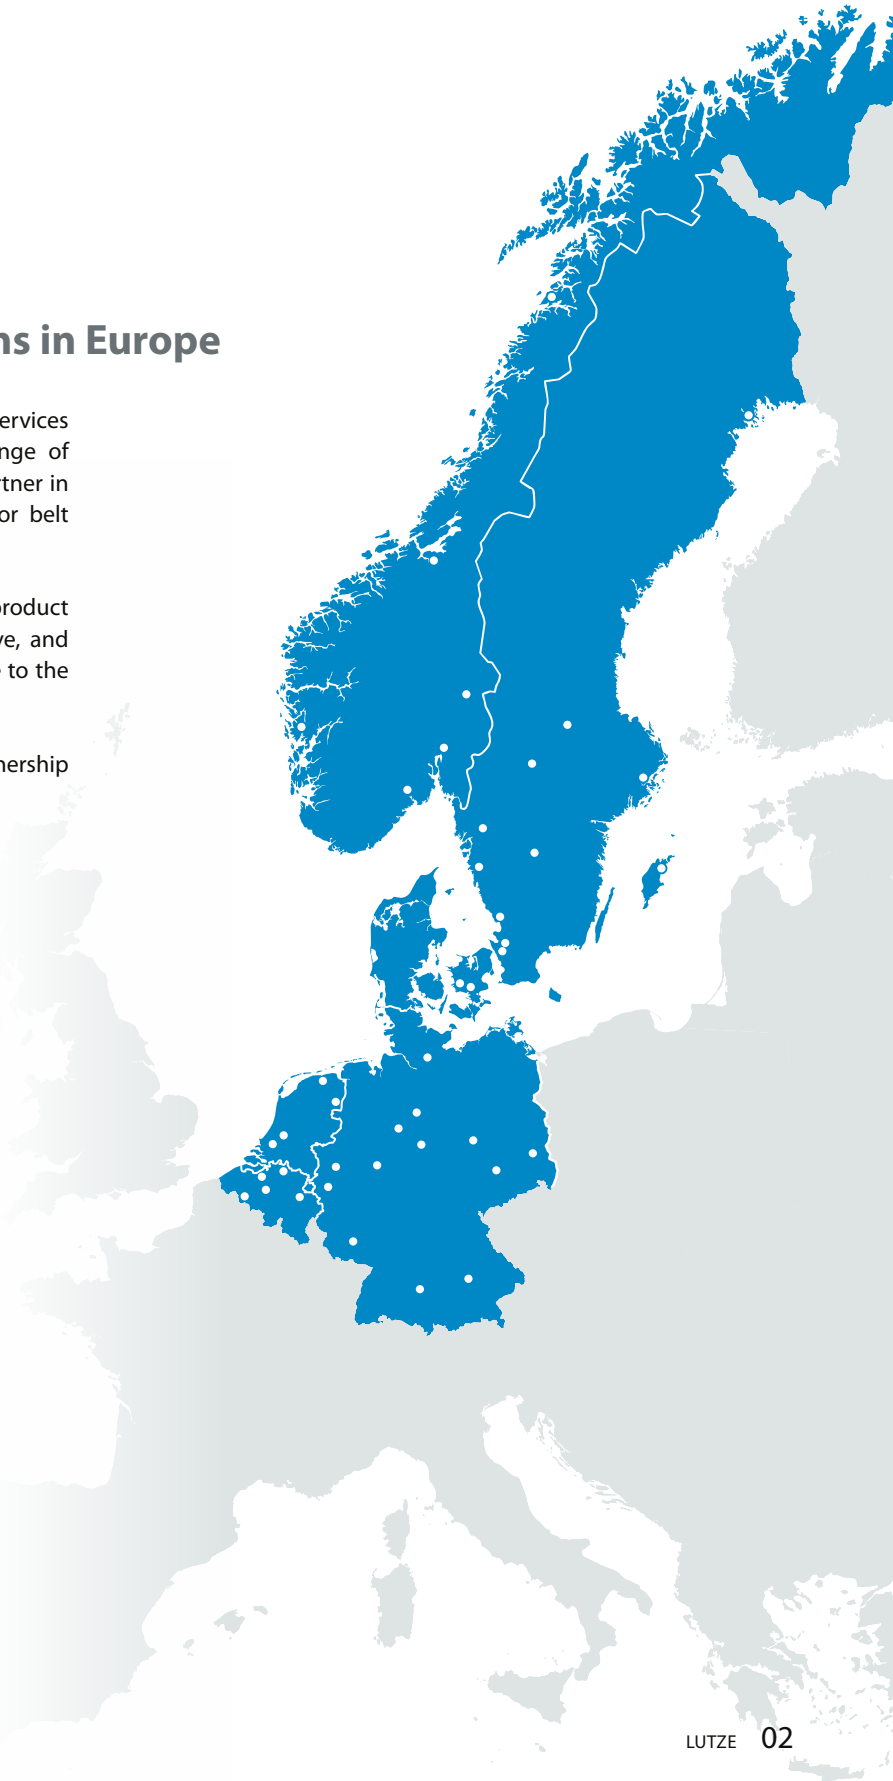 ns in Europe
ervices
nge of
rtner in
or belt
product
ve, and
e to the
nership
LUTZE 02